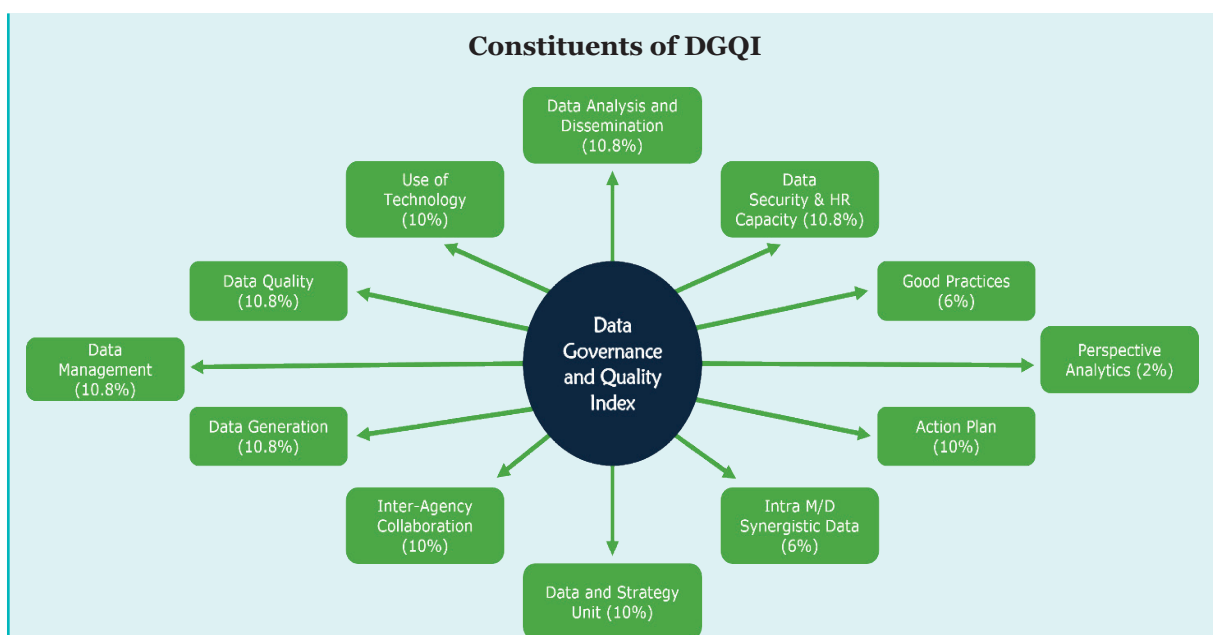 Constituents of DGQI
Data Analysis and
Dissemination
(10.8%)
Use of
Technology
(10%)
Data
Security & HR
Capacity (10.8%)
Data Quality
(10.8%)
Good Practices
(6%)
Data
Management
(10.8%)
Data
Governance
and Quality
Index
Perspective
Analytics (2%)
Data Generation
(10.8%)
Action Plan
(10%)
Inter-Agency
Collaboration
(10%)
Intra M/D
Synergistic Data
(6%)
Data and Strategy
Unit (10%)